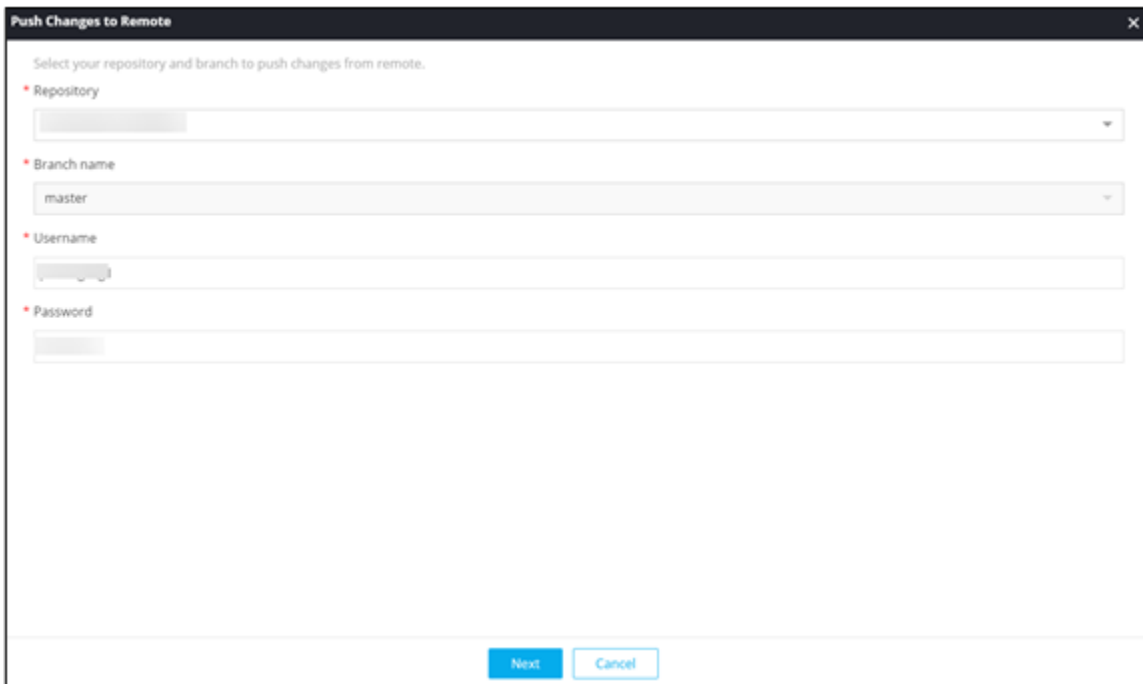 Push Changes to Remote
Select your repository and branch to push changes from remote.
* Repository
* Branch name
master
* Username
* Password
Next
Cancel